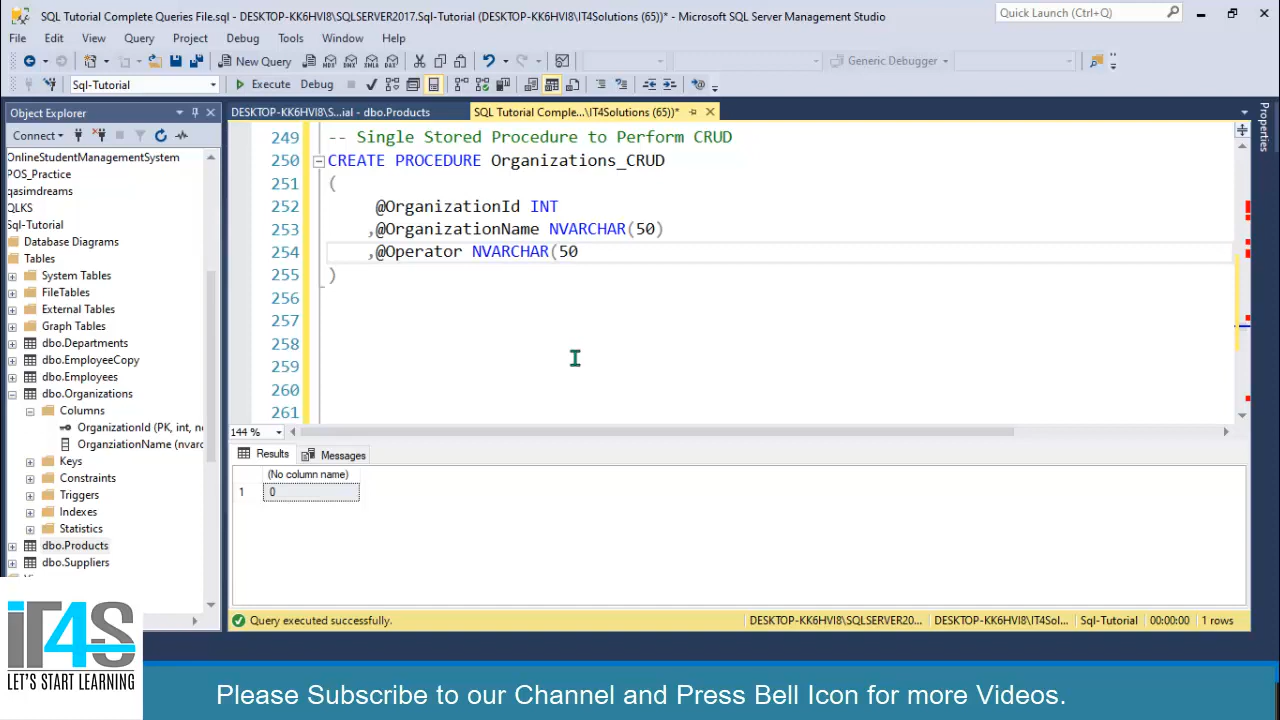 SQL Tutorial Complete Queries File.sql - DESKTOP-KK6HVI8\SQLSERVER2017.Sql-Tutorial (DESKTOP-KK6HVI8\IT4Solutions (65))* - Microsoft SQL Server Management Studio
Quick Launch (Ctrl+Q)
File Edit View Query Project Debug Tools Window Help
New Query
Generic Debugger
Sql-Tutorial
Execute Debug
Object Explorer
DESKTOP-KK6HVI8\S...ial - dbo.Products
SQL Tutorial Comple...\IT4Solutions (65))*
Properties
Connect
OnlineStudentManagementSystem
POS_Practice
qasimdreams
QLKS
Sql-Tutorial
Database Diagrams
Tables
System Tables
FileTables
External Tables
Graph Tables
dbo.Departments
dbo.EmployeeCopy
dbo.Employees
dbo.Organizations
Columns
OrganizationId (PK, int, n
OrganziationName (nvarc
Keys
Constraints
Triggers
Indexes
Statistics
dbo.Products
dbo.Suppliers
249 -- Single Stored Procedure to Perform CRUD
250 CREATE PROCEDURE Organizations_CRUD
251 (
252 @OrganizationId INT
253 ,@OrganizationName NVARCHAR(50)
254 ,@Operator NVARCHAR(50
255 )
256
257
258
259
260
261
144 %
Results Messages
(No column name)
1 0
Query executed successfully.
DESKTOP-KK6HVI8\SQLSERVER20... DESKTOP-KK6HVI8\IT4Sol... Sql-Tutorial 00:00:00 1 rows
iT4S
LET'S START LEARNING
Please Subscribe to our Channel and Press Bell Icon for more Videos.